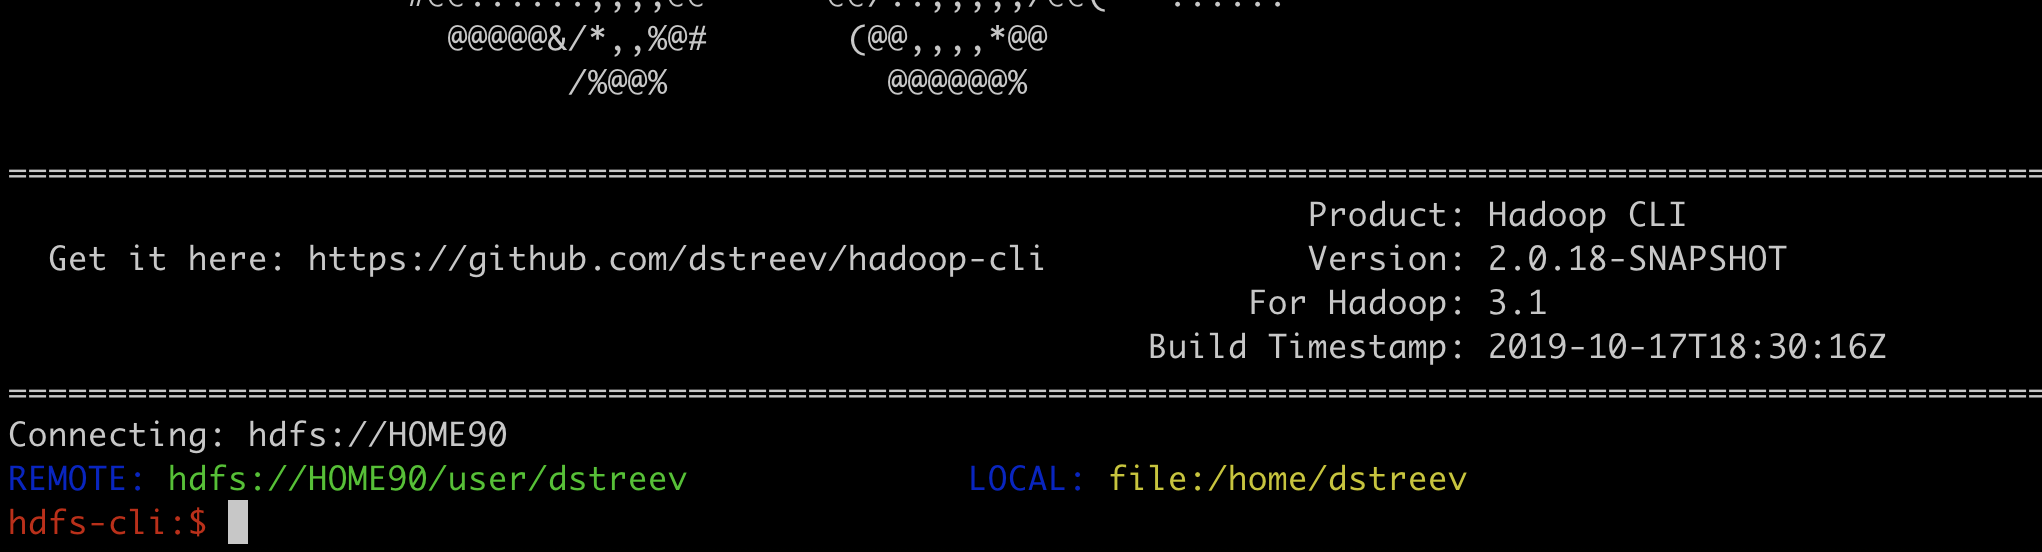 @@@@@&/*,,%@# (@@,,,,*@@
/%@@% @@@@@@%
================================================================================
Product: Hadoop CLI
Get it here: https://github.com/dstreev/hadoop-cli Version: 2.0.18-SNAPSHOT
For Hadoop: 3.1
Build Timestamp: 2019-10-17T18:30:16Z
================================================================================
Connecting: hdfs://HOME90
REMOTE: hdfs://HOME90/user/dstreev LOCAL: file:/home/dstreev
hdfs-cli:$